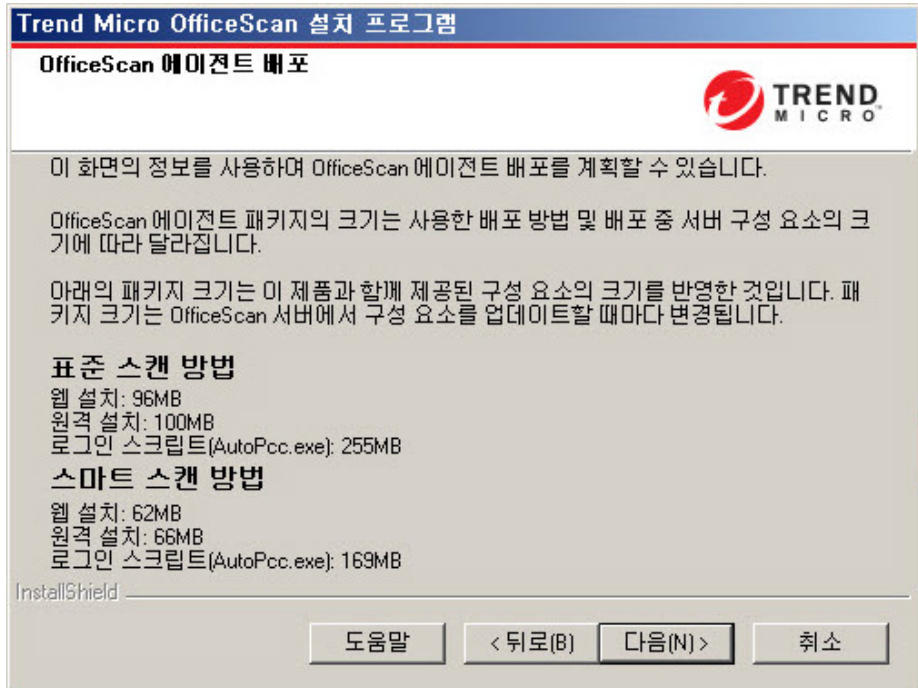 Trend Micro OfficeScan 설치 프로그램
OfficeScan 에이전트 배포
TREND
MICRO
이 화면의 정보를 사용하여 OfficeScan 에이전트 배포를 계획할 수 있습니다.
OfficeScan 에이전트 패키지의 크기는 사용한 배포 방법 및 배포 중 서버 구성 요소의 크
기에 따라 달라집니다.
아래의 패키지 크기는 이 제품과 함께 제공된 구성 요소의 크기를 반영한 것입니다. 패
키지 크기는 OfficeScan 서버에서 구성 요소를 업데이트할 때마다 변경됩니다.
표준 스캔 방법
웹 설치: 96MB
원격 설치: 100MB
로그인 스크립트(AutoPcc.exe): 255MB
스마트 스캔 방법
웹 설치: 62MB
원격 설치: 66MB
로그인 스크립트(AutoPcc.exe): 169MB
InstallShield
도움말
< 뒤로(B)
다음(N) >
취소